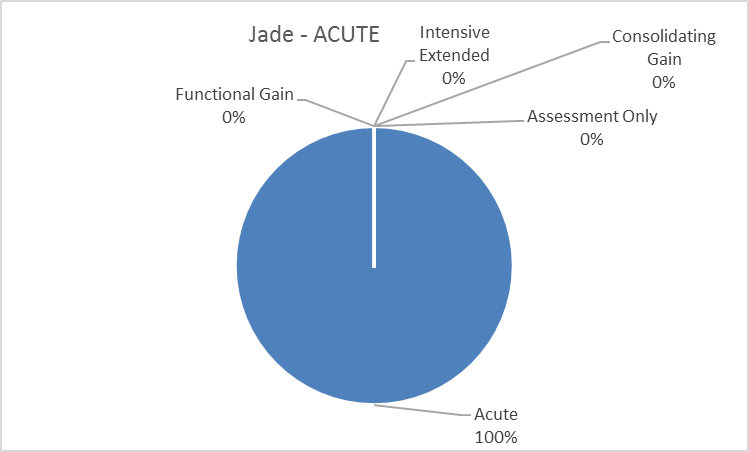 Jade - ACUTE
Intensive
Extended
0%
Consolidating
Gain
0%
Functional Gain
0%
Assessment Only
0%
Acute
100%